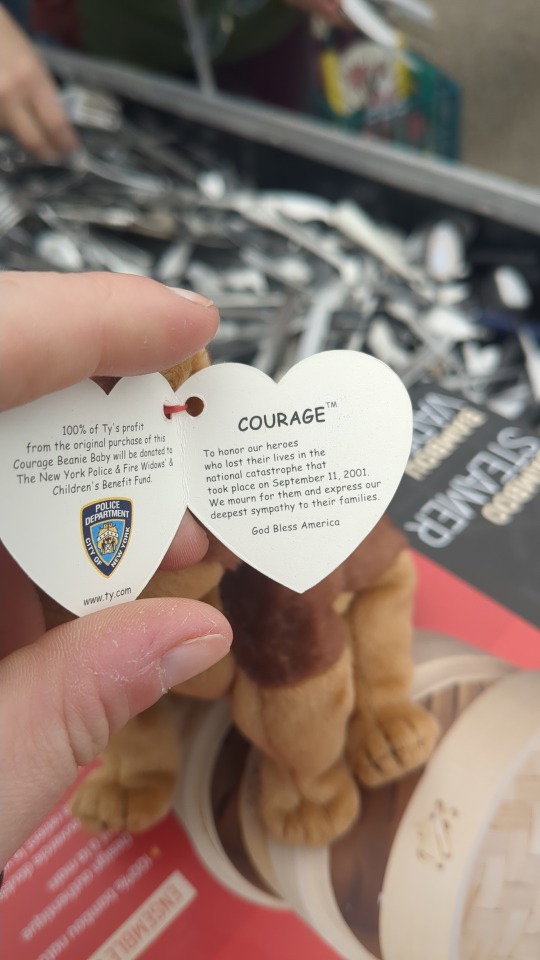 100% of Ty's profit
from the original purchase of this
Courage Beanie Baby will be donated to
The New York Police & Fire Widows' &
Children's Benefit Fund.
POLICE
DEPARTMENT
CITY OF NEW YORK
www.ty.com
COURAGE™
To honor our heroes
who lost their lives in the
national catastrophe that
took place on September 11, 2001.
We mourn for them and express our
deepest sympathy to their families.
God Bless America
STEAMER
ENSEMBLE